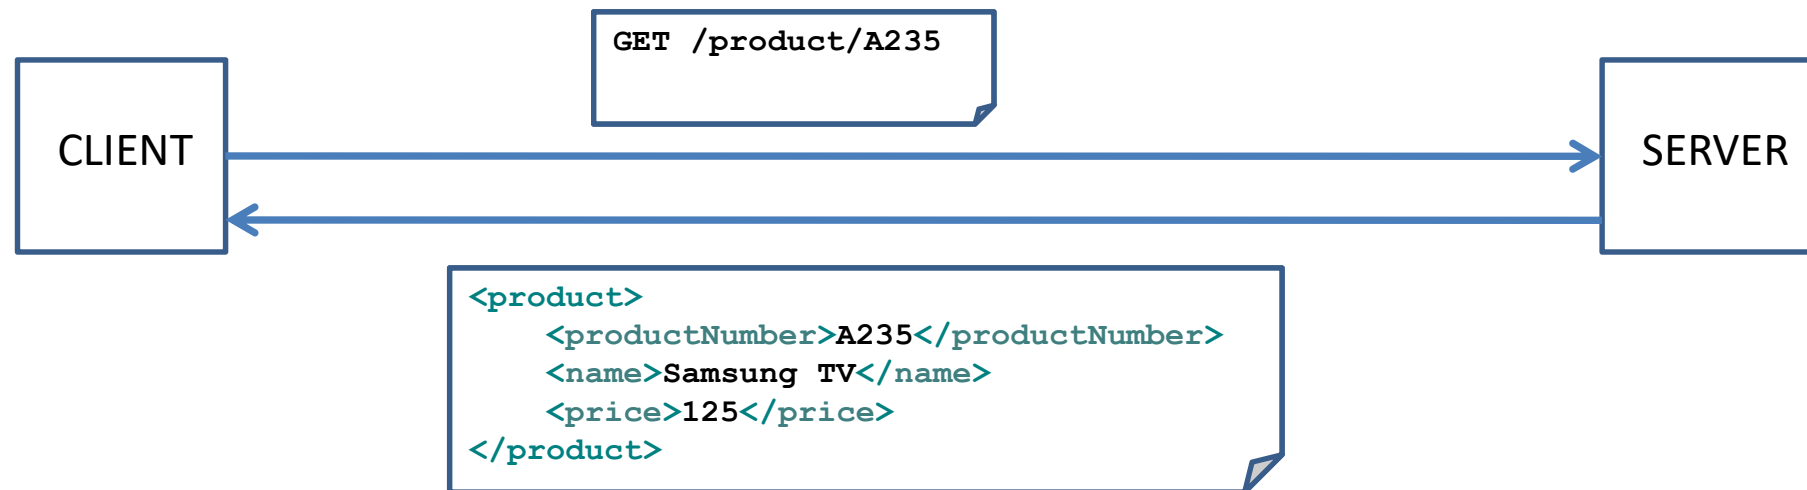 GET /product/A235
CLIENT
SERVER
<product>
<productNumber>A235</productNumber>
<name>Samsung TV</name>
<price>125</price>
</product>